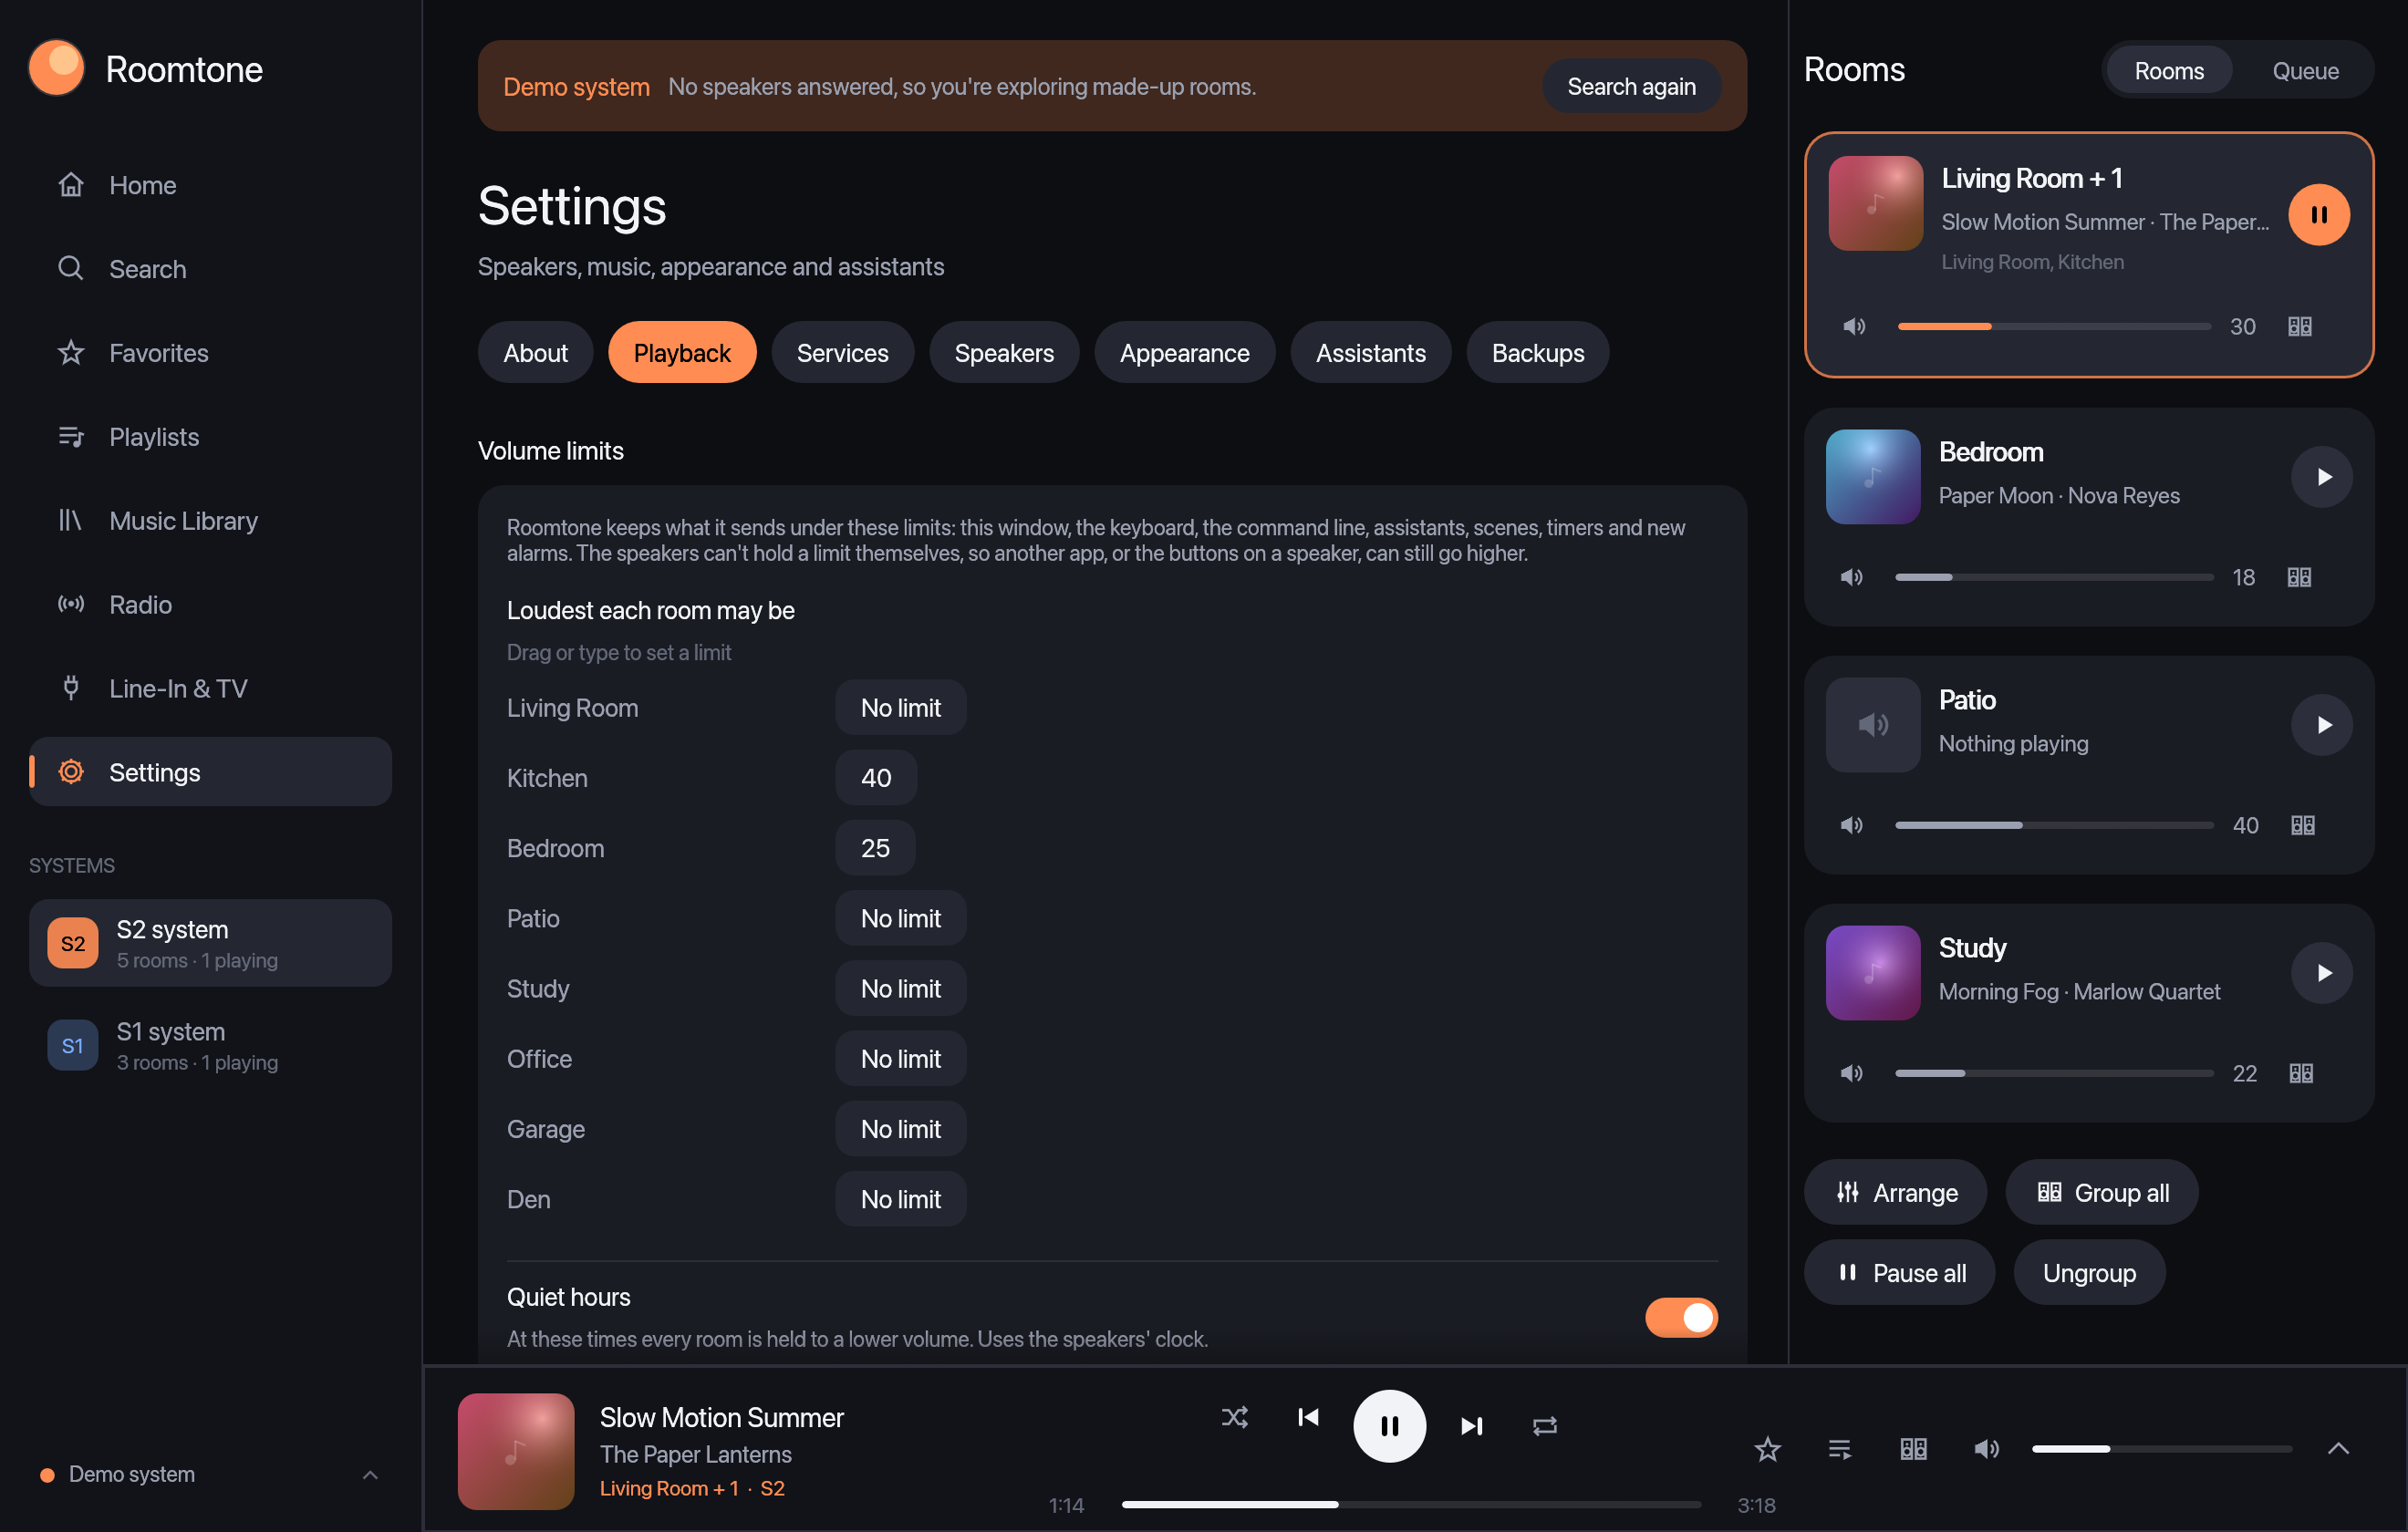 Roomtone
Home
Search
Favorites
Playlists
Music Library
Radio
Line-In & TV
Settings
SYSTEMS
S2
S2 system
5 rooms · 1 playing
S1
S1 system
3 rooms · 1 playing
Demo system
Demo system No speakers answered, so you're exploring made-up rooms.
Search again
Settings
Speakers, music, appearance and assistants
About
Playback
Services
Speakers
Appearance
Assistants
Backups
Volume limits
Roomtone keeps what it sends under these limits: this window, the keyboard, the command line, assistants, scenes, timers and new
alarms. The speakers can't hold a limit themselves, so another app, or the buttons on a speaker, can still go higher.
Loudest each room may be
Drag or type to set a limit
Living Room No limit
Kitchen 40
Bedroom 25
Patio No limit
Study No limit
Office No limit
Garage No limit
Den No limit
Quiet hours
At these times every room is held to a lower volume. Uses the speakers' clock.
Rooms
Rooms
Queue
Living Room + 1
Slow Motion Summer · The Paper...
Living Room, Kitchen
30
Bedroom
Paper Moon · Nova Reyes
18
Patio
Nothing playing
40
Study
Morning Fog · Marlow Quartet
22
Arrange
Group all
Pause all
Ungroup
Slow Motion Summer
The Paper Lanterns
Living Room + 1 · S2
1:14
3:18